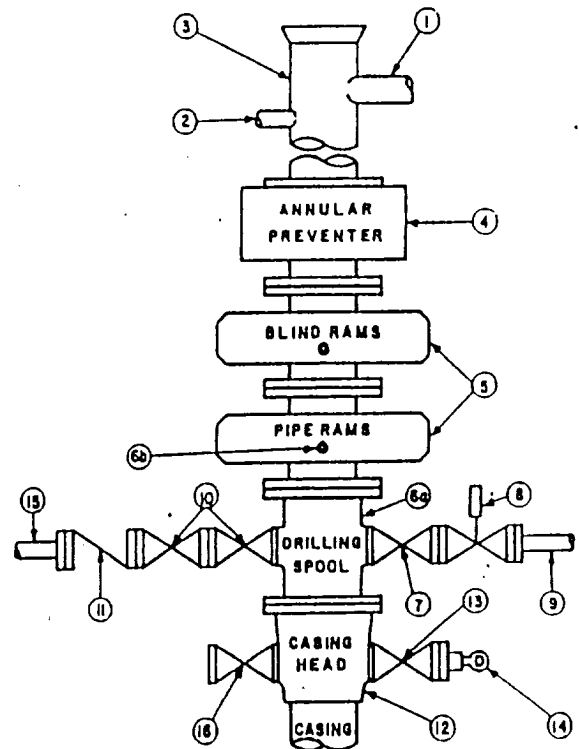 1
3
2
ANNULAR
PREVENTER
4
BLIND RAMS
5
PIPE RAMS
6b
15
10
6a
8
DRILLING
SPOOL
11
7
13
9
CASING
HEAD
16
12
14
CASING